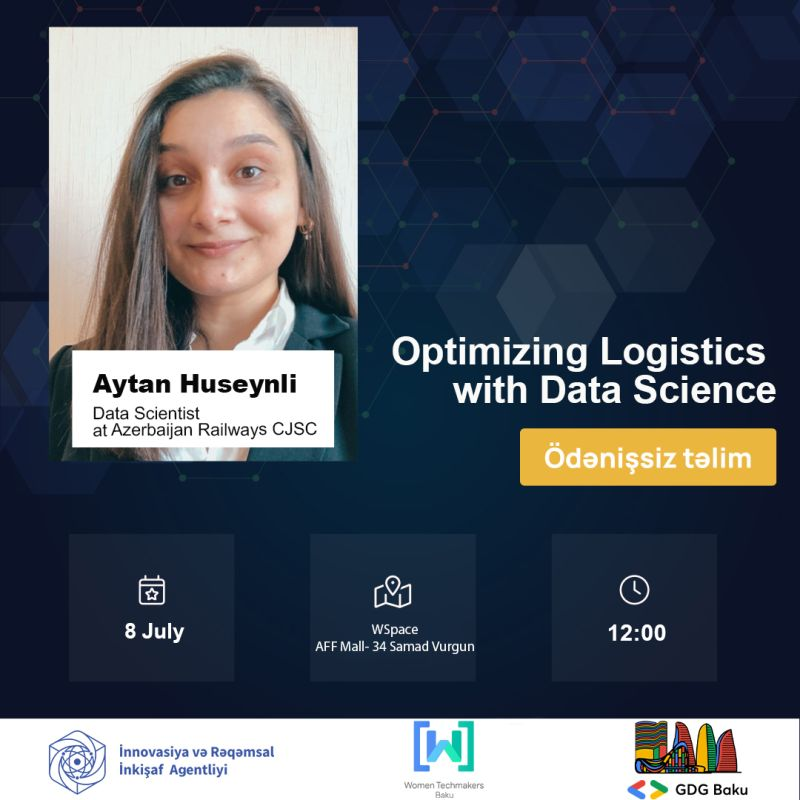 Aytan Huseynli
Data Scientist
at Azerbaijan Railways CJSC
Optimizing Logistics
with Data Science
Ödənişsiz təlim
8 July
WSpace
AFF Mall- 34 Samad Vurgun
12:00
İnnovasiya və Rəqəmsal
İnkişaf Agentliyi
Women Techmakers
Baku
GDG Baku